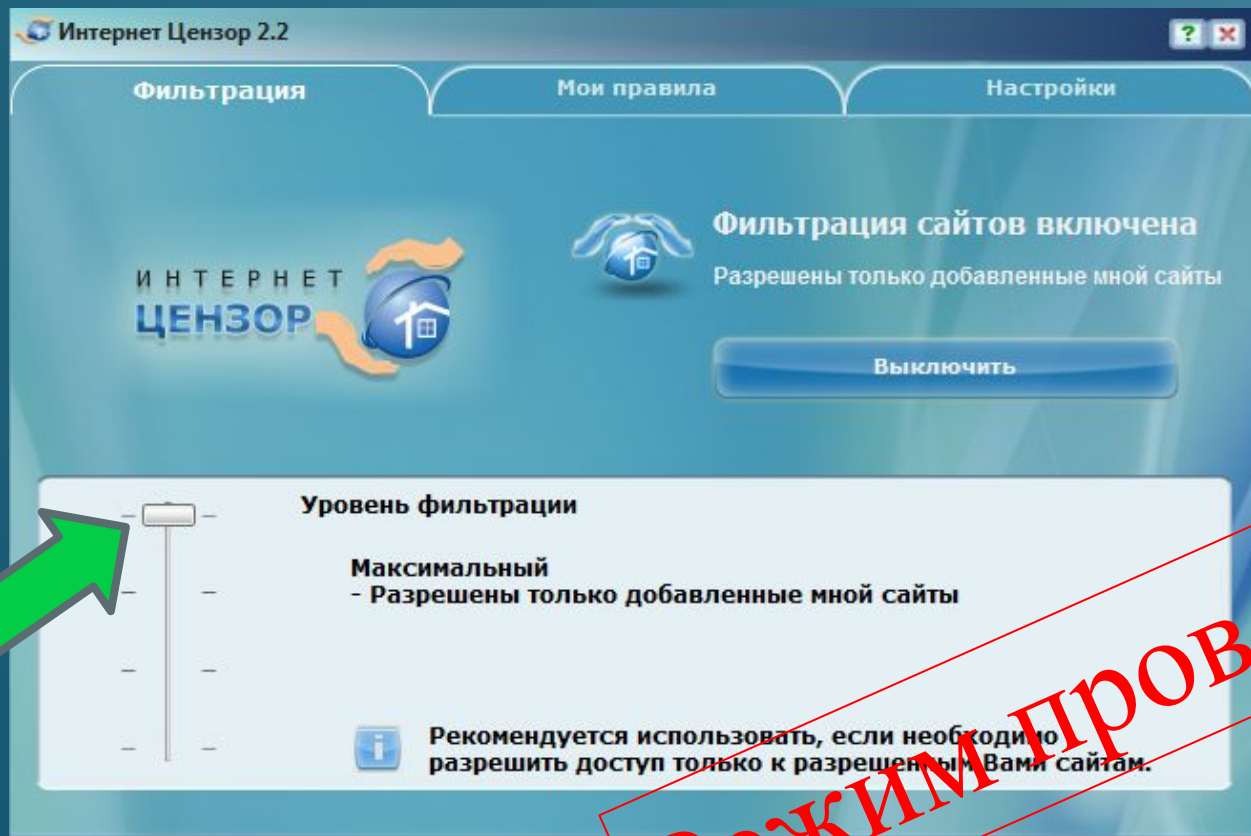 Интернет Цензор 2.2
Фильтрация
Мои правила
Настройки
ИНТЕРНЕТ
ЦЕНЗОР
Фильтрация сайтов включена
Разрешены только добавленные мной сайты
Выключить
Уровень фильтрации
Максимальный
- Разрешены только добавленные мной сайты
Рекомендуется использовать, если необходимо
разрешить доступ только к разрешенным Вами сайтам.